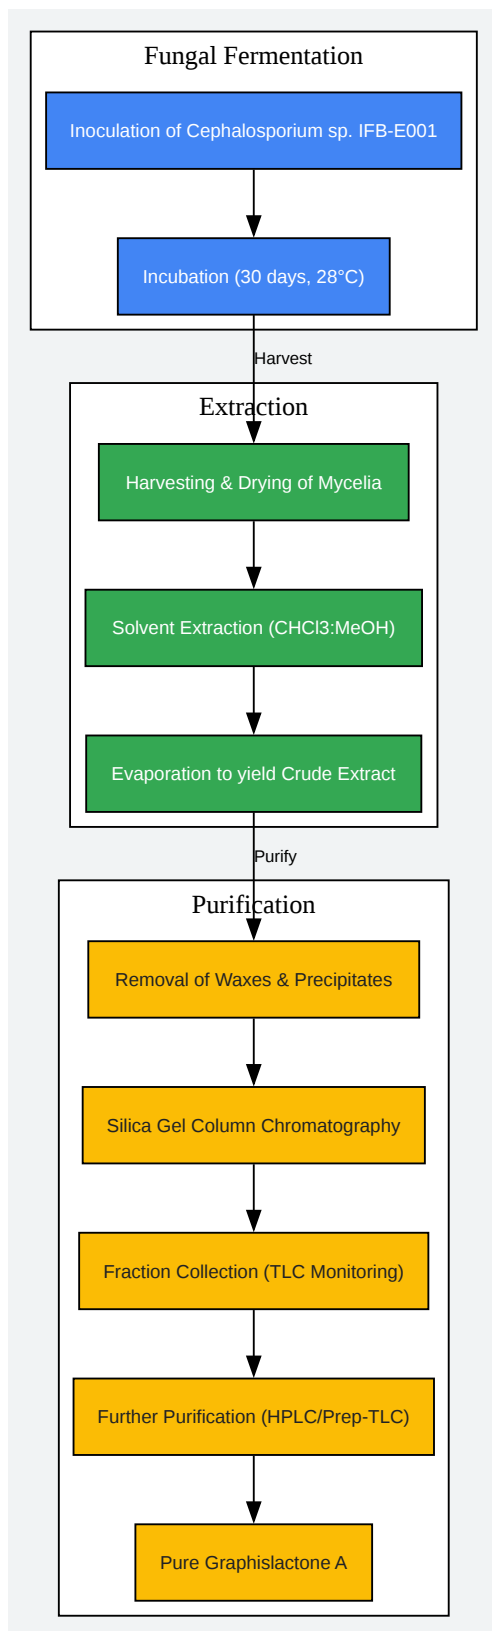 Fungal Fermentation
Inoculation of Cephalosporium sp. IFB-E001
Incubation (30 days, 28°C)
Harvest
Extraction
Harvesting & Drying of Mycelia
Solvent Extraction (CHCl3:MeOH)
Evaporation to yield Crude Extract
Purify
Purification
Removal of Waxes & Precipitates
Silica Gel Column Chromatography
Fraction Collection (TLC Monitoring)
Further Purification (HPLC/Prep-TLC)
Pure Graphislactone A